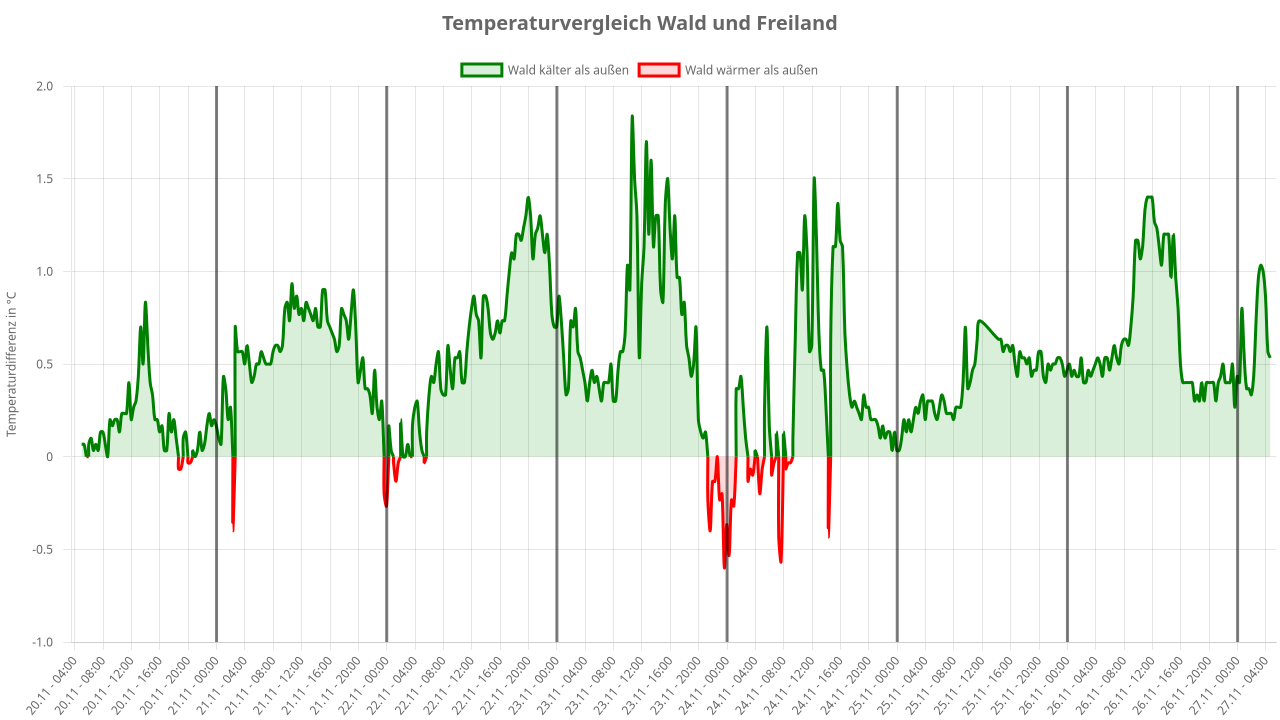 Temperaturvergleich Wald und Freiland
Wald kälter als außen
Wald wärmer als außen
Temperaturdifferenz in °C
2.0
1.5
1.0
0.5
0
-0.5
-1.0
20.11 - 04:00
20.11 - 08:00
20.11 - 12:00
20.11 - 16:00
20.11 - 20:00
21.11 - 00:00
21.11 - 04:00
21.11 - 08:00
21.11 - 12:00
21.11 - 16:00
21.11 - 20:00
22.11 - 00:00
22.11 - 04:00
22.11 - 08:00
22.11 - 12:00
22.11 - 16:00
22.11 - 20:00
23.11 - 00:00
23.11 - 04:00
23.11 - 08:00
23.11 - 12:00
23.11 - 16:00
23.11 - 20:00
24.11 - 00:00
24.11 - 04:00
24.11 - 08:00
24.11 - 12:00
24.11 - 16:00
24.11 - 20:00
25.11 - 00:00
25.11 - 04:00
25.11 - 08:00
25.11 - 12:00
25.11 - 16:00
25.11 - 20:00
26.11 - 00:00
26.11 - 04:00
26.11 - 08:00
26.11 - 12:00
26.11 - 16:00
26.11 - 20:00
27.11 - 00:00
27.11 - 04:00